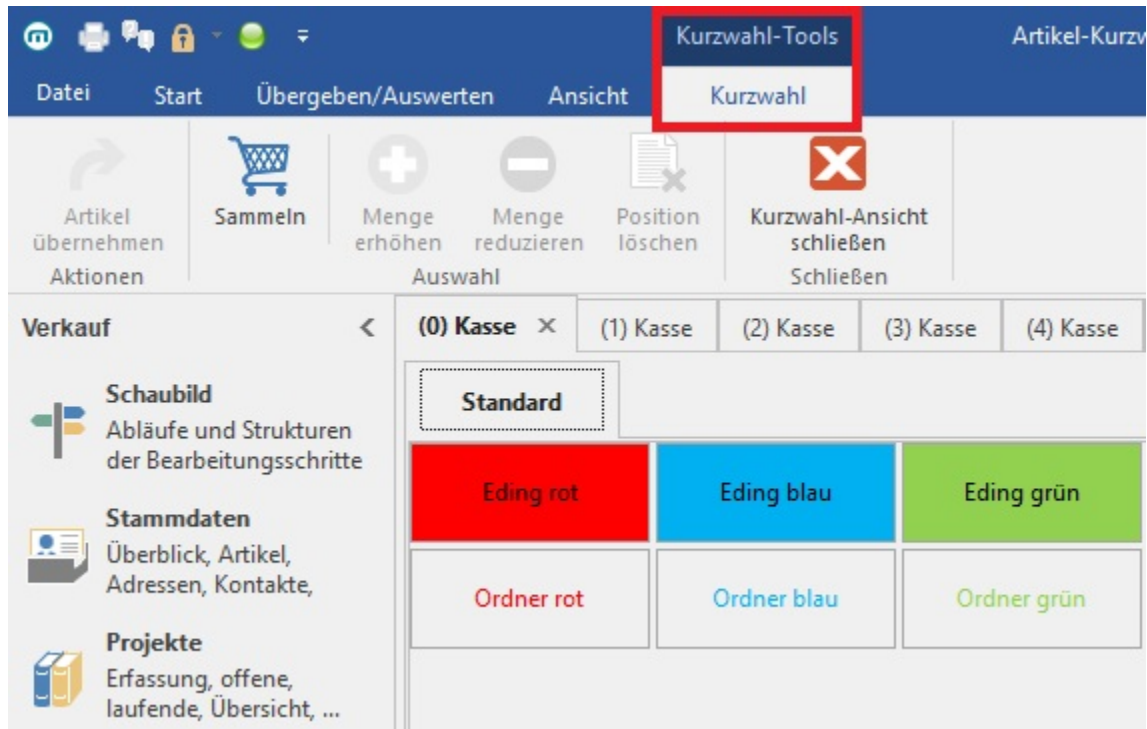 Kurzwahl-Tools
Artikel-Kurzw
Datei Start Übergeben/Auswerten Ansicht Kurzwahl
Artikel übernehmen
Sammeln
Menge erhöhen
Menge reduzieren
Position löschen
Kurzwahl-Ansicht schließen
Aktionen Auswahl Schließen
Verkauf
(0) Kasse (1) Kasse (2) Kasse (3) Kasse (4) Kasse
Standard
Schaubild
Abläufe und Strukturen
der Bearbeitungsschritte
Stammdaten
Überblick, Artikel,
Adressen, Kontakte,
Projekte
Erfassung, offene,
laufende, Übersicht, ...
Eding rot Eding blau Eding grün
Ordner rot Ordner blau Ordner grün